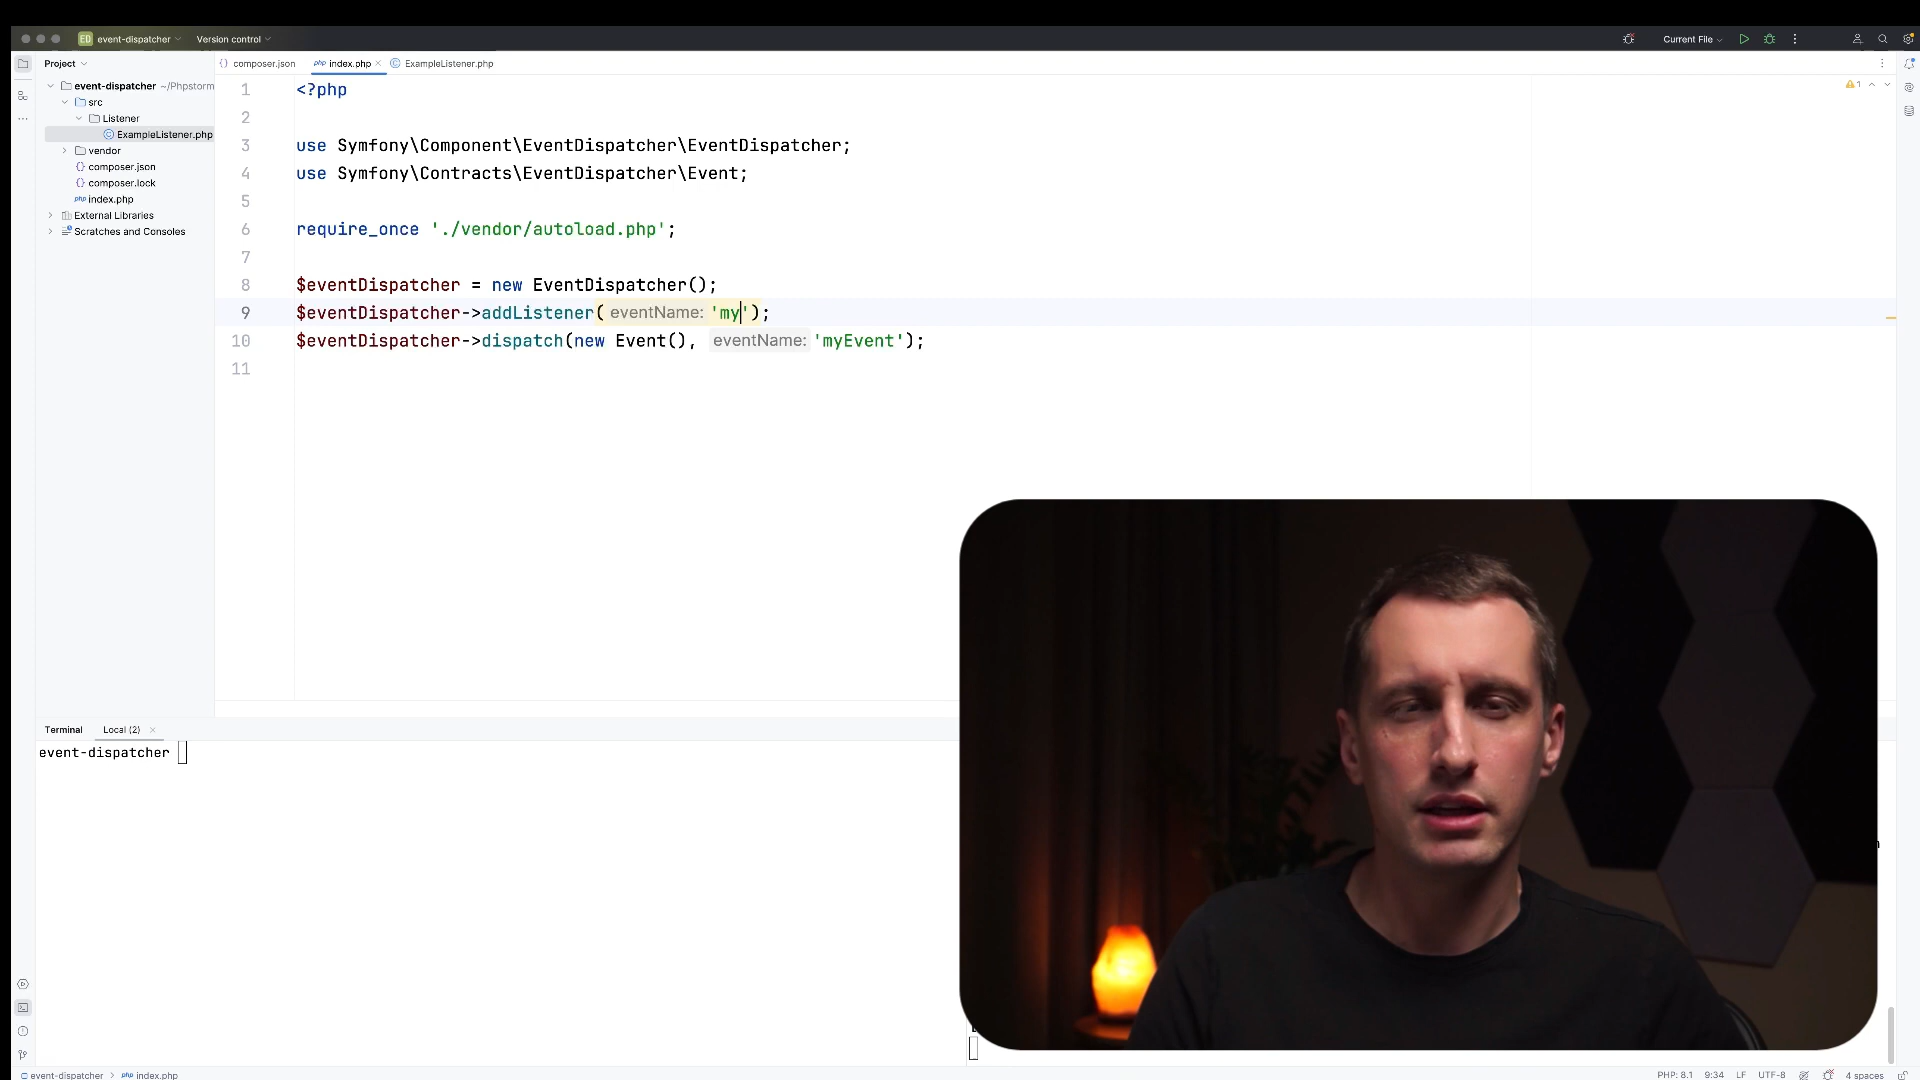 ED event-dispatcher Version control Current File
Project
composer.json index.php ExampleListener.php
event-dispatcher ~/Phpstorm
src
Listener
ExampleListener.php
vendor
composer.json
composer.lock
php index.php
External Libraries
Scratches and Consoles
1 <?php
2
3 use Symfony\Component\EventDispatcher\EventDispatcher;
4 use Symfony\Contracts\EventDispatcher\Event;
5
6 require_once './vendor/autoload.php';
7
8 $eventDispatcher = new EventDispatcher();
9 $eventDispatcher->addListener( eventName: 'my');
10 $eventDispatcher->dispatch(new Event(), eventName: 'myEvent');
11
1
Terminal Local (2)
event-dispatcher
event-dispatcher > php index.php PHP: 8.1 9:34 LF UTF-8 4 spaces